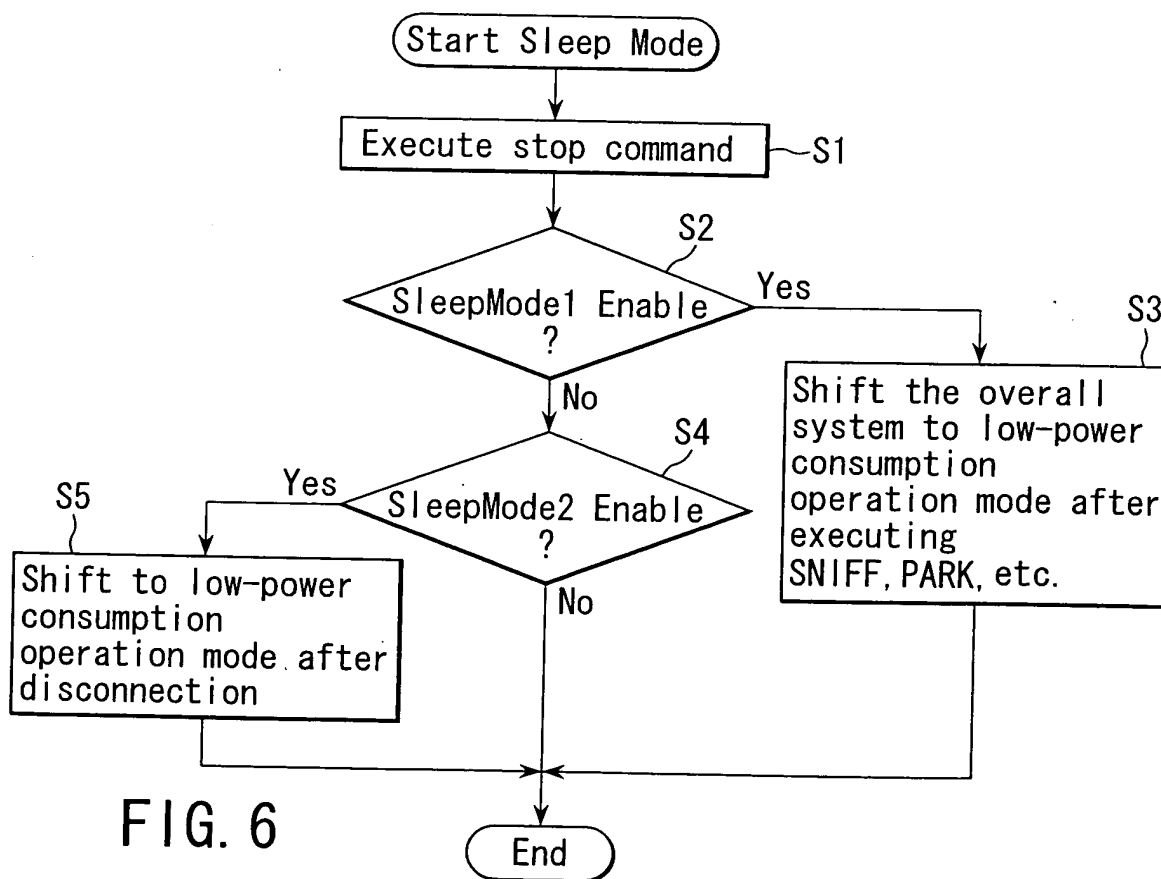 Start Sleep Mode
Execute stop command
S1
S2
SleepMode1 Enable
?
Yes
No
S3
Shift the overall
system to low-power
consumption
operation mode after
executing
SNIFF, PARK, etc.
S4
SleepMode2 Enable
?
Yes
No
S5
Shift to low-power
consumption
operation mode after
disconnection
End
FIG. 6